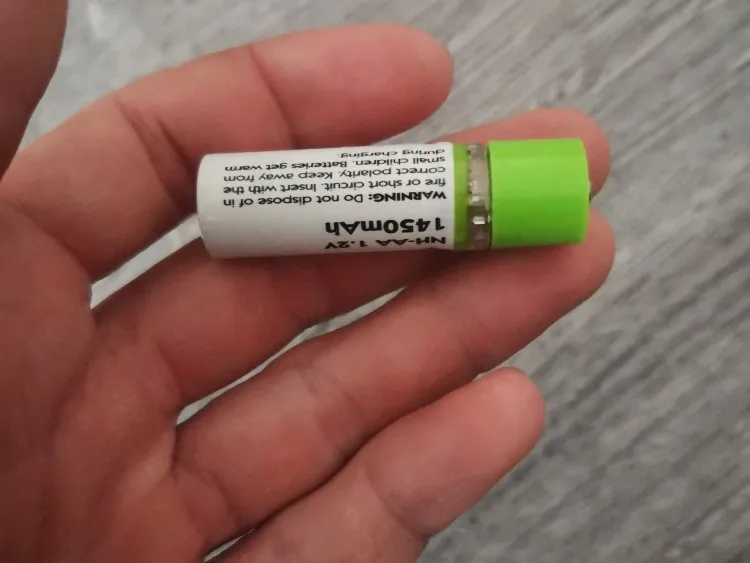 NH-AA 1.2V
1450mAh
WARNING: Do not dispose of in
fire or short circuit. Insert with the
correct polarity. Keep away from
small children. Batteries get warm
during charging